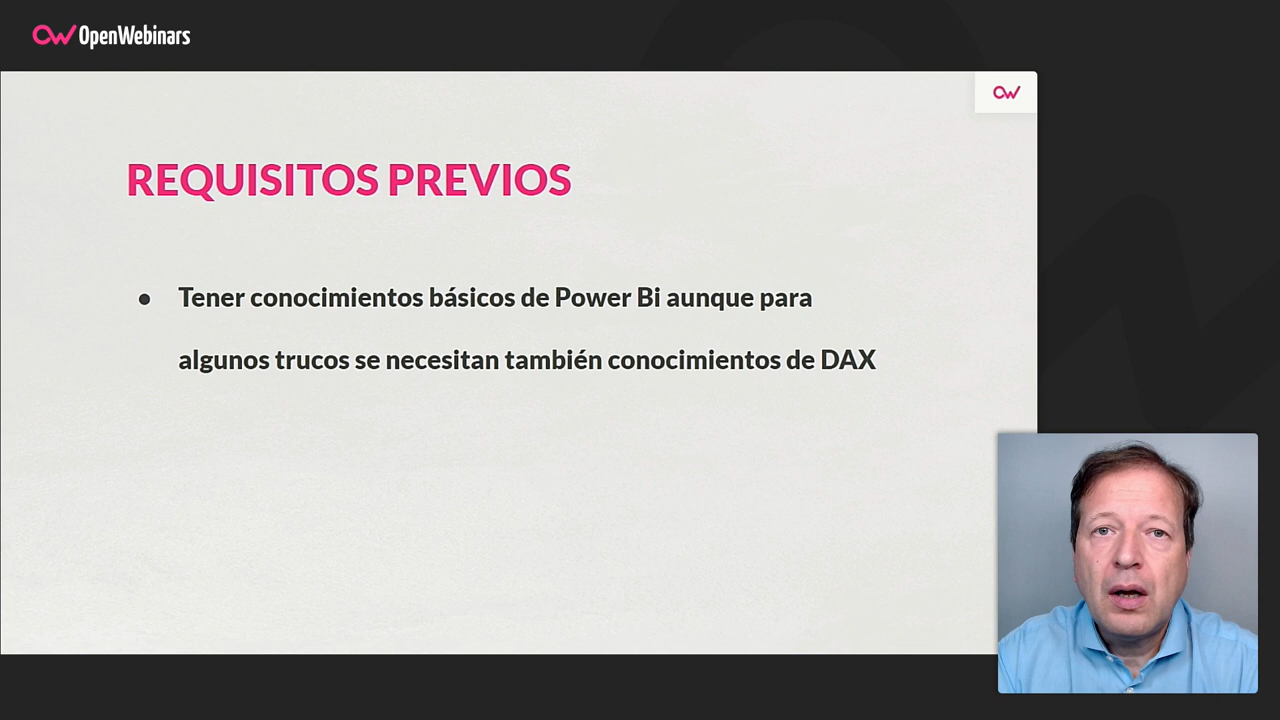 OpenWebinars
REQUISITOS PREVIOS
● Tener conocimientos básicos de Power Bi aunque para
algunos trucos se necesitan también conocimientos de DAX